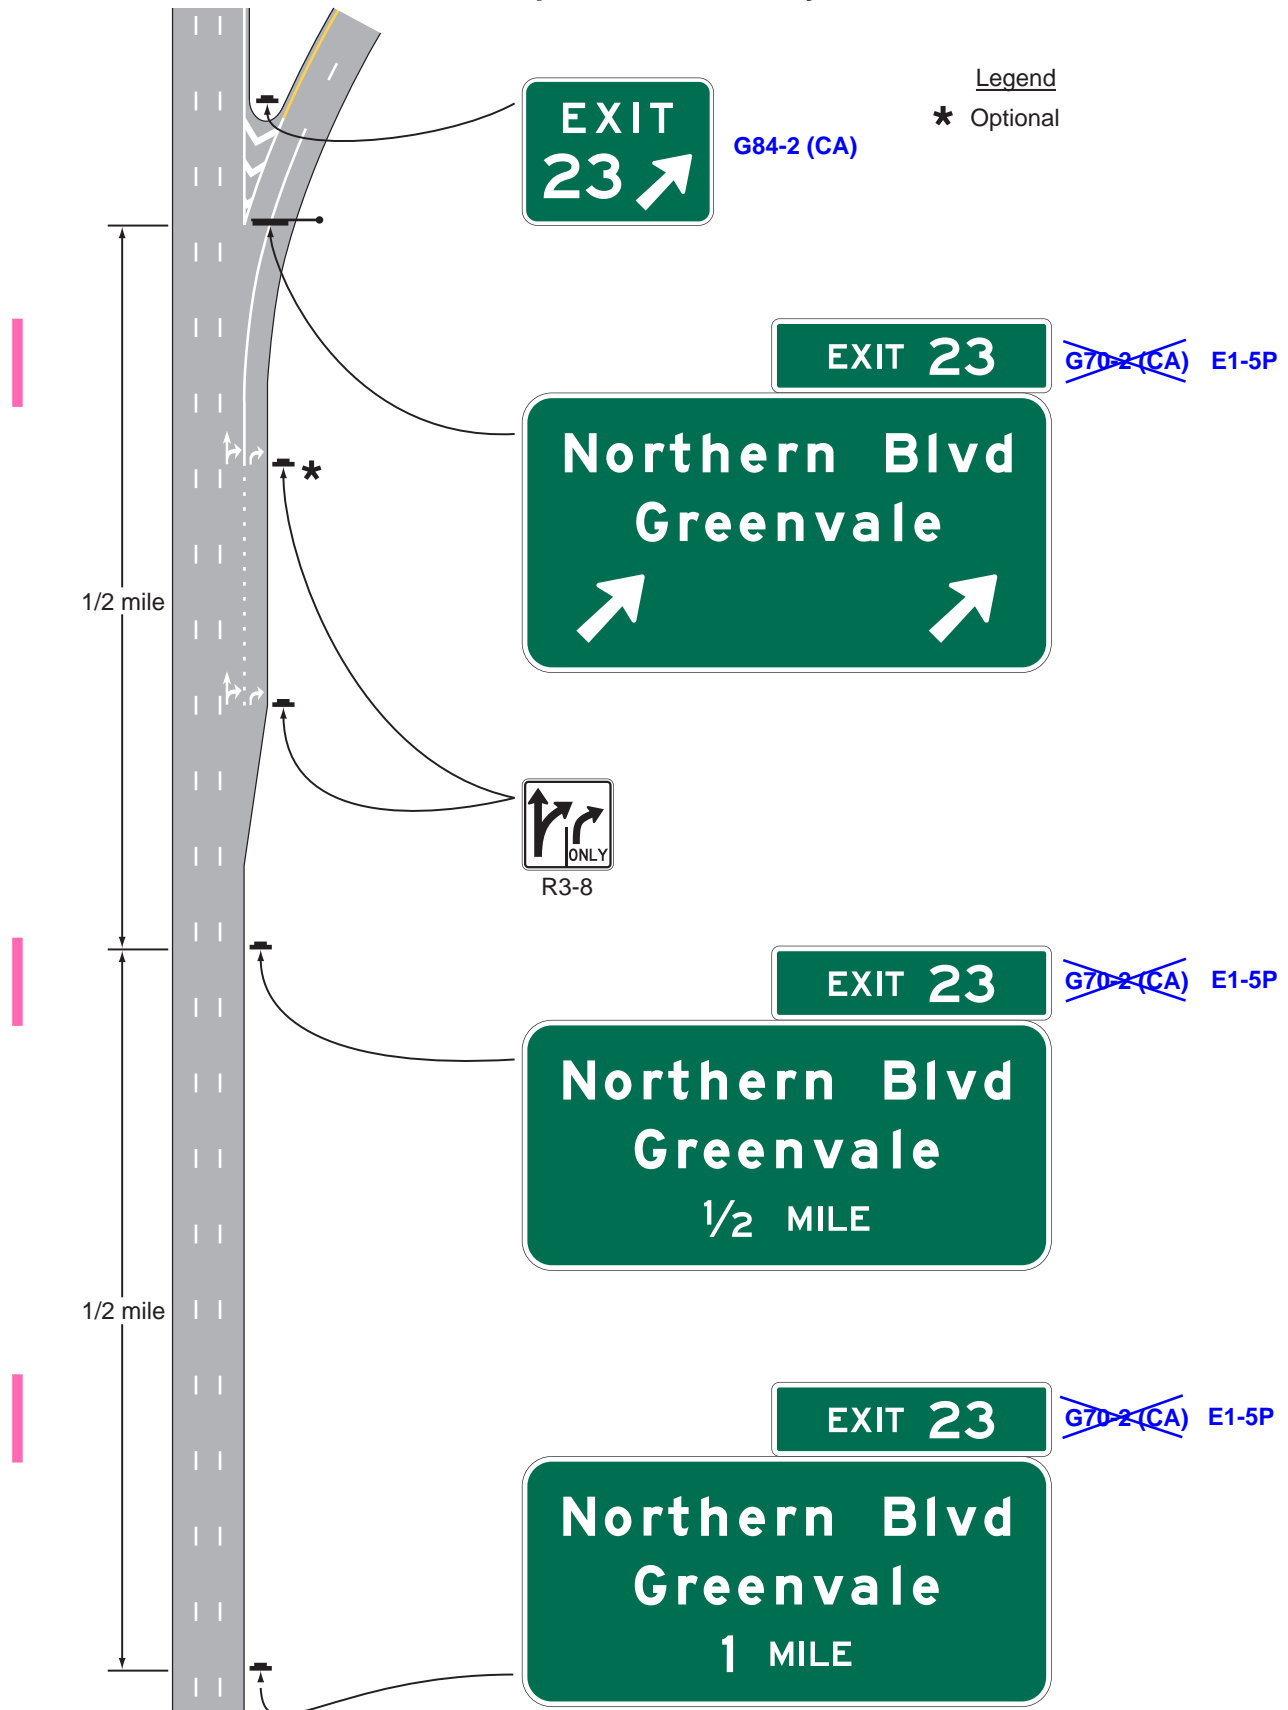 Legend
* Optional
EXIT
23
G84-2 (CA)
EXIT 23
G70-2 (CA) E1-5P
Northern Blvd
Greenvale
*
1/2 mile
ONLY
R3-8
EXIT 23
G70-2 (CA) E1-5P
Northern Blvd
Greenvale
1/2 MILE
1/2 mile
EXIT 23
G70-2 (CA) E1-5P
Northern Blvd
Greenvale
1 MILE